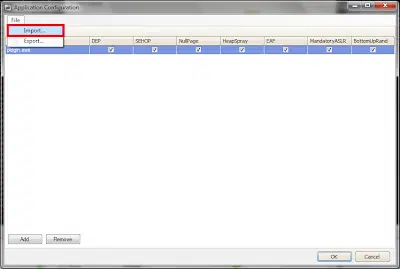 Application Configuration
File
Import...
Export...
DEP SEHOP NullPage HeapSpray EAF MandatoryASLR BottomUpRand
pidgin.exe
Add Remove
OK Cancel